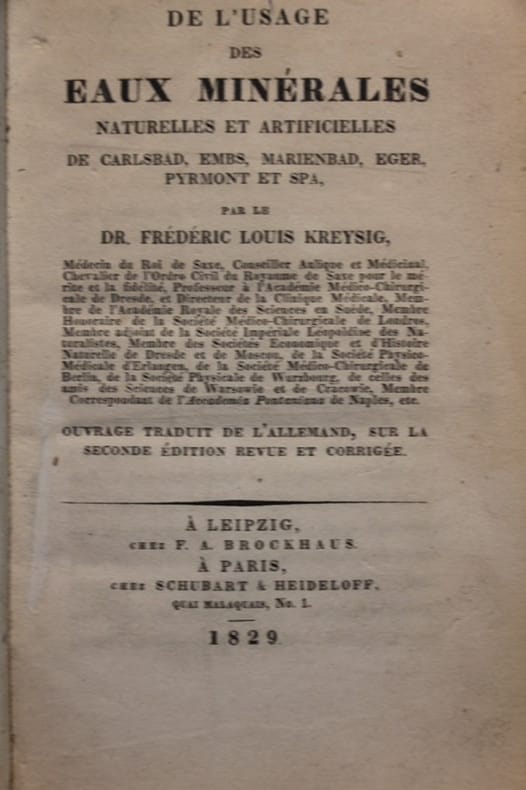 DE L'USAGE
DES
EAUX MINÉRALES
NATURELLES ET ARTIFICIELLES
DE CARLSBAD, EMBS, MARIENBAD, EGER,
PYRMONT ET SPA,
PAR LE
DR. FRÉDÉRIC LOUIS KREYSIG,
Médecin du Roi de Saxe, Conseiller Aulique et Médicinal,
Chevalier de l'Ordre Civil du Royaume de Saxe pour le mé-
rite et la fidélité, Professeur à l'Académie Médico-Chirurgi-
cale de Dresde, et Directeur de la Clinique Médicale, Mem-
bre de l'Académie Royale des Sciences en Suède, Membre
Honoraire de la Société Médico-Chirurgicale de Londres,
Membre adjoint de la Société Impériale Léopoldine des Na-
turalistes, Membre des Sociétés Economique et d'Histoire
Naturelle de Dresde et de Moscou, de la Société Physico-
Médicale d'Erlangen, de la Société Médico-Chirurgicale de
Berlin, de la Société Physicale de Wurzbourg, de celles des
amis des Sciences de Warsowie et de Cracowie, Membre
Correspondant de l'Accademia Pontaniana de Naples, etc.
OUVRAGE TRADUIT DE L'ALLEMAND, SUR LA
SECONDE ÉDITION REVUE ET CORRIGÉE.
À LEIPZIG,
CHEZ F. A. BROCKHAUS.
À PARIS,
CHEZ SCHUBART & HEIDELOFF,
QUAI MALAQUAIS, No. 1.
1829